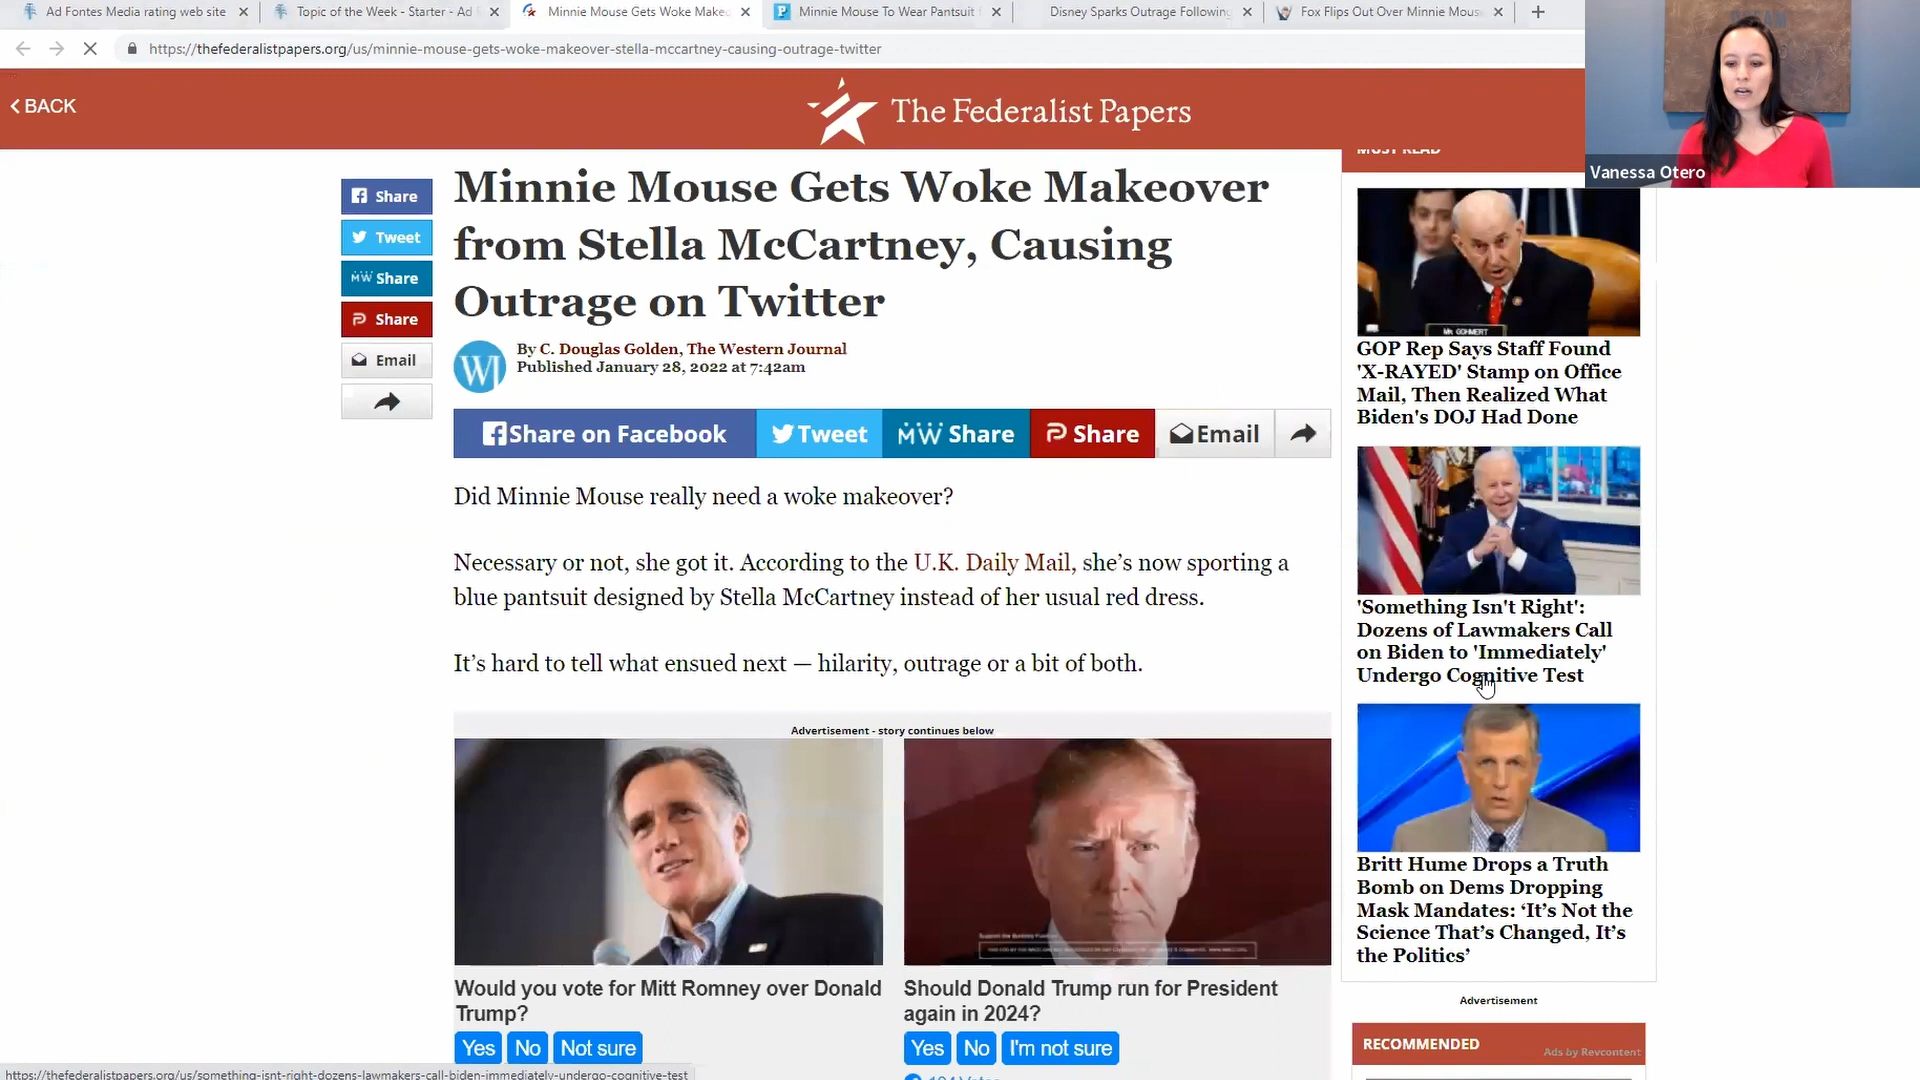 Ad Fontes Media rating web site
Topic of the Week - Starter - Ad F
Minnie Mouse Gets Woke Makeo
Minnie Mouse To Wear Pantsuit f
Disney Sparks Outrage Following
Fox Flips Out Over Minnie Mous
https://thefederalistpapers.org/us/minnie-mouse-gets-woke-makeover-stella-mccartney-causing-outrage-twitter
BACK
The Federalist Papers
Vanessa Otero
MUST READ
Share
Tweet
MW Share
Share
Email
Minnie Mouse Gets Woke Makeover
from Stella McCartney, Causing
Outrage on Twitter
WJ
By C. Douglas Golden, The Western Journal
Published January 28, 2022 at 7:42am
Share on Facebook
Tweet
MW Share
Share
Email
Did Minnie Mouse really need a woke makeover?
Necessary or not, she got it. According to the U.K. Daily Mail, she’s now sporting a
blue pantsuit designed by Stella McCartney instead of her usual red dress.
It’s hard to tell what ensued next — hilarity, outrage or a bit of both.
Advertisement - story continues below
Would you vote for Mitt Romney over Donald
Trump?
Yes
No
Not sure
Should Donald Trump run for President
again in 2024?
Yes
No
I'm not sure
Mr. GOHMERT
GOP Rep Says Staff Found
'X-RAYED' Stamp on Office
Mail, Then Realized What
Biden's DOJ Had Done
'Something Isn't Right':
Dozens of Lawmakers Call
on Biden to 'Immediately'
Undergo Cognitive Test
Britt Hume Drops a Truth
Bomb on Dems Dropping
Mask Mandates: ‘It’s Not the
Science That’s Changed, It’s
the Politics’
Advertisement
RECOMMENDED
Ads by Revcontent
https://thefederalistpapers.org/us/something-isnt-right-dozens-lawmakers-call-biden-immediately-undergo-cognitive-test